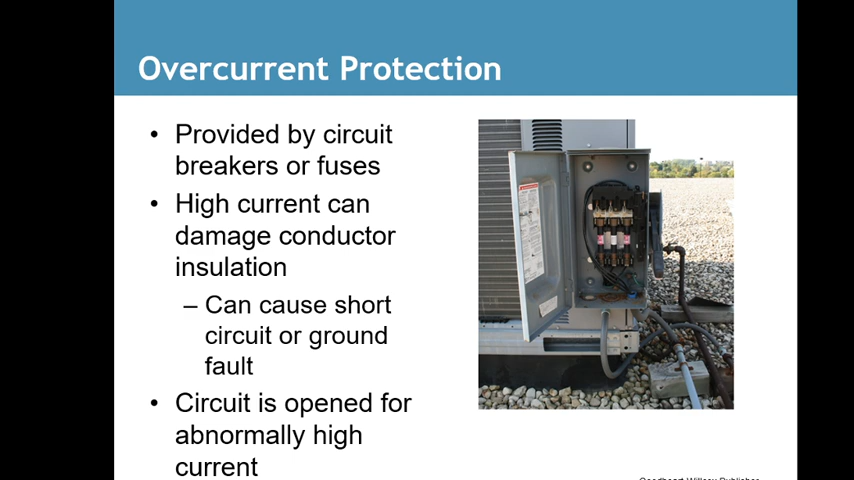 Overcurrent Protection
• Provided by circuit
breakers or fuses
• High current can
damage conductor
insulation
– Can cause short
circuit or ground
fault
• Circuit is opened for
abnormally high
current